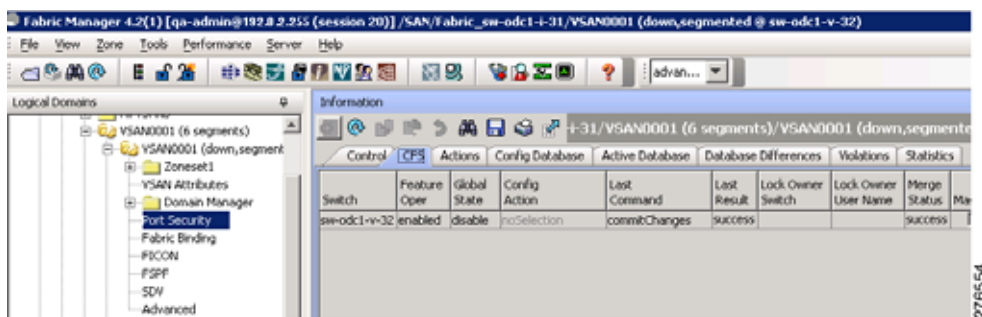 Fabric Manager 4.2(1) [qa-admin@192.0.2.255 (session 20)] /SAN/Fabric_sw-odc1-i-31/VSAN0001 (down,segmented @ sw-odc1-v-32)
File View Zone Tools Performance Server Help
advan...
Logical Domains
Information
VSAN0001 (6 segments)
VSAN0001 (down,segment
Zoneset1
VSAN Attributes
Domain Manager
Port Security
Fabric Binding
FICON
FSPF
SDV
Advanced
i-31/VSAN0001 (6 segments)/VSAN0001 (down,segmente
Control CFS Actions Config Database Active Database Database Differences Violations Statistics
Switch Feature Oper Global State Config Action Last Command Last Result Lock Owner Switch Lock Owner User Name Merge Status Ma
sw-odc1-v-32 enabled disable noSelection commitChanges success success
276554